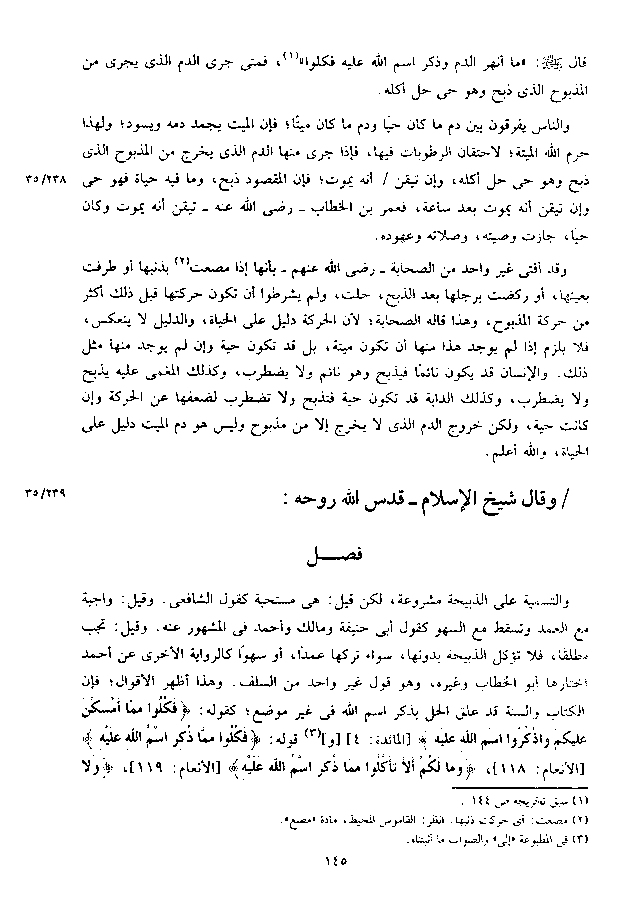 قال ﷺ: «ما أنهر الدم وذكر اسم الله عليه فكلوا»(١)، فمتى جرى الدم الذى يجرى من
المذبوح الذى ذبح وهو حى حل أكله.
والناس يفرقون بين دم ما كان حيًا ودم ما كان ميتًا؛ فإن الميت يجمد دمه ويسود؛ ولهذا
حرم الله الميتة؛ لاحتقان الرطوبات فيها، فإذا جرى منها الدم الذى يخرج من المذبوح الذى
٣٥/٢٣٨ ذبح وهو حى حل أكله، وإن تيقن / أنه يموت؛ فإن المقصود ذبح، وما فيه حياة فهو حى
وإن تيقن أنه يموت بعد ساعة، فعمر بن الخطاب ـ رضى الله عنه ـ تيقن أنه يموت وكان
حيًا، جازت وصيته، وصلاته وعهوده.
وقد أفتى غير واحد من الصحابة ـ رضى الله عنهم ـ بأنها إذا مصعت(٢) بذنبها أو طرفت
بعينها، أو ركضت برجلها بعد الذبح، حلت، ولم يشرطوا أن تكون حركتها قبل ذلك أكثر
من حركة المذبوح، وهذا قاله الصحابة؛ لأن الحركة دليل على الحياة، والدليل لا ينعكس،
فلا يلزم إذا لم يوجد هذا منها أن تكون ميتة، بل قد تكون حية وإن لم يوجد منها مثل
ذلك. والإنسان قد يكون نائمًا فيذبح وهو نائم ولا يضطرب، وكذلك المغمى عليه يذبح
ولا يضطرب، وكذلك الدابة قد تكون حية فتذبح ولا تضطرب لضعفها عن الحركة وإن
كانت حية، ولكن خروج الدم الذى لا يخرج إلا من مذبوح وليس هو دم الميت دليل على
الحياة، والله أعلم.
٣٥/٢٣٩ / وقال شيخ الإسلام ـ قدس الله روحه :
فصــل
والتسمية على الذبيحة مشروعة، لكن قيل: هى مستحبة كقول الشافعى. وقيل: واجبة
مع العمد وتسقط مع السهو كقول أبى حنيفة ومالك وأحمد فى المشهور عنه. وقيل: تجب
مطلقًا، فلا تؤكل الذبيحة بدونها، سواء تركها عمدًا، أو سهوًا كالرواية الأخرى عن أحمد
اختارها أبو الخطاب وغيره، وهو قول غير واحد من السلف. وهذا أظهر الأقوال؛ فإن
الكتاب والسنة قد علق الحل بذكر اسم الله فى غير موضع؛ كقوله: ﴿فَكُلُوا مِمَّا أَمْسَكْنَ
عَلَيْكُمْ وَاذْكُرُوا اسْمَ اللَّهِ عَلَيْهِ﴾ [المائدة: ٤] [و](٣) قوله: ﴿فَكُلُوا مِمَّا ذُكِرَ اسْمُ اللَّهِ عَلَيْهِ﴾
[الأنعام: ١١٨]، ﴿وَمَا لَكُمْ أَلَّا تَأْكُلُوا مِمَّا ذُكِرَ اسْمُ اللَّهِ عَلَيْهِ﴾ [الأنعام: ١١٩]، ﴿وَلا
(١) سبق تخريجه ص ١٤٤ .
(٢) مصعت: أى حركت ذنبها. انظر: القاموس المحيط، مادة «مصع».
(٣) فى المطبوعة «إلى» والصواب ما أثبتناه.
١٤٥